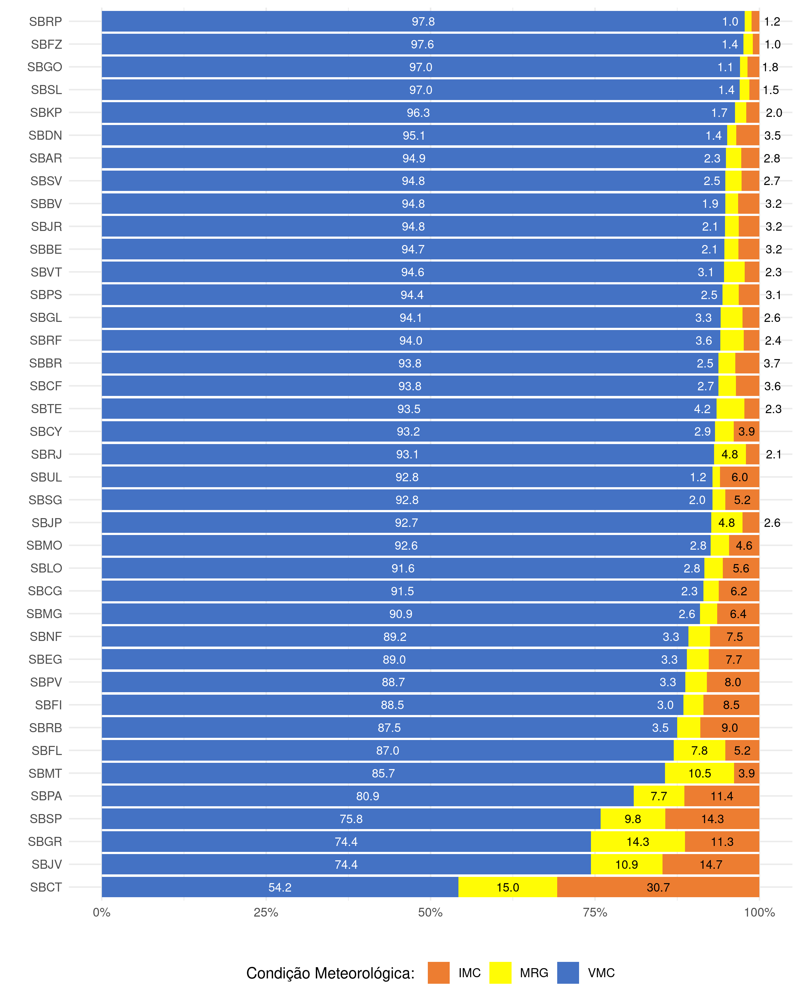 SBRP 97.8 1.0 1.2
SBFZ 97.6 1.4 1.0
SBGO 97.0 1.1 1.8
SBSL 97.0 1.4 1.5
SBKP 96.3 1.7 2.0
SBDN 95.1 1.4 3.5
SBAR 94.9 2.3 2.8
SBSV 94.8 2.5 2.7
SBBV 94.8 1.9 3.2
SBJR 94.8 2.1 3.2
SBBE 94.7 2.1 3.2
SBVT 94.6 3.1 2.3
SBPS 94.4 2.5 3.1
SBGL 94.1 3.3 2.6
SBRF 94.0 3.6 2.4
SBBR 93.8 2.5 3.7
SBCF 93.8 2.7 3.6
SBTE 93.5 4.2 2.3
SBCY 93.2 2.9 3.9
SBRJ 93.1 4.8 2.1
SBUL 92.8 1.2 6.0
SBSG 92.8 2.0 5.2
SBJP 92.7 4.8 2.6
SBMO 92.6 2.8 4.6
SBLO 91.6 2.8 5.6
SBCG 91.5 2.3 6.2
SBMG 90.9 2.6 6.4
SBNF 89.2 3.3 7.5
SBEG 89.0 3.3 7.7
SBPV 88.7 3.3 8.0
SBFI 88.5 3.0 8.5
SBRB 87.5 3.5 9.0
SBFL 87.0 7.8 5.2
SBMT 85.7 10.5 3.9
SBPA 80.9 7.7 11.4
SBSP 75.8 9.8 14.3
SBGR 74.4 14.3 11.3
SBJV 74.4 10.9 14.7
SBCT 54.2 15.0 30.7
0% 25% 50% 75% 100%
Condição Meteorológica: IMC MRG VMC